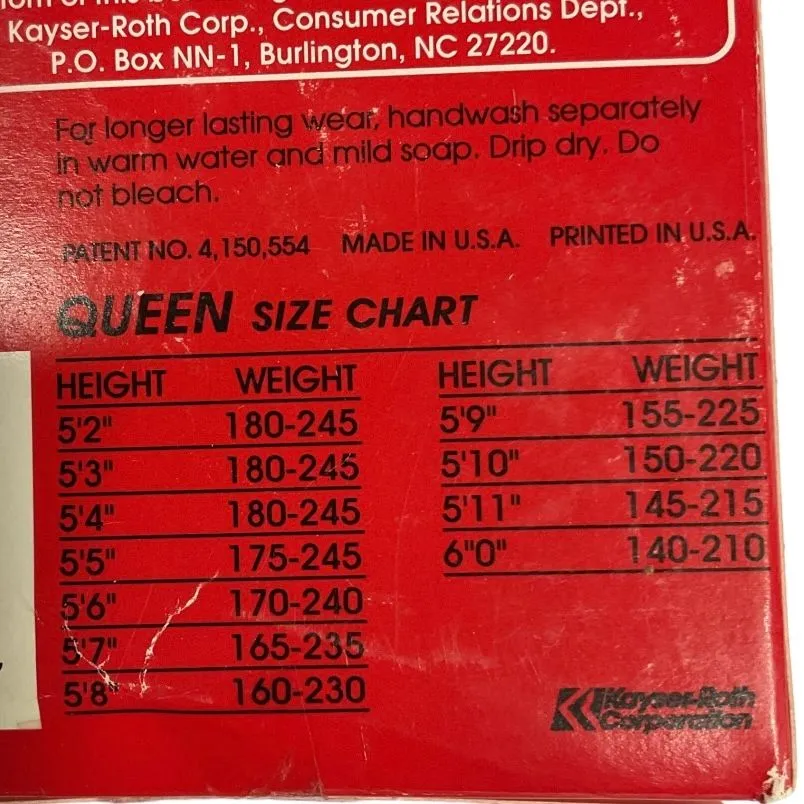 Kayser-Roth Corp., Consumer Relations Dept.,
P.O. Box NN-1, Burlington, NC 27220.
For longer lasting wear, handwash separately
in warm water and mild soap. Drip dry. Do
not bleach.
PATENT NO. 4,150,554 MADE IN U.S.A. PRINTED IN U.S.A.
QUEEN SIZE CHART
HEIGHT WEIGHT
5'2" 180-245
5'3" 180-245
5'4" 180-245
5'5" 175-245
5'6" 170-240
5'7" 165-235
5'8" 160-230
HEIGHT WEIGHT
5'9" 155-225
5'10" 150-220
5'11" 145-215
6"0" 140-210
Kayser-Roth
Corporation